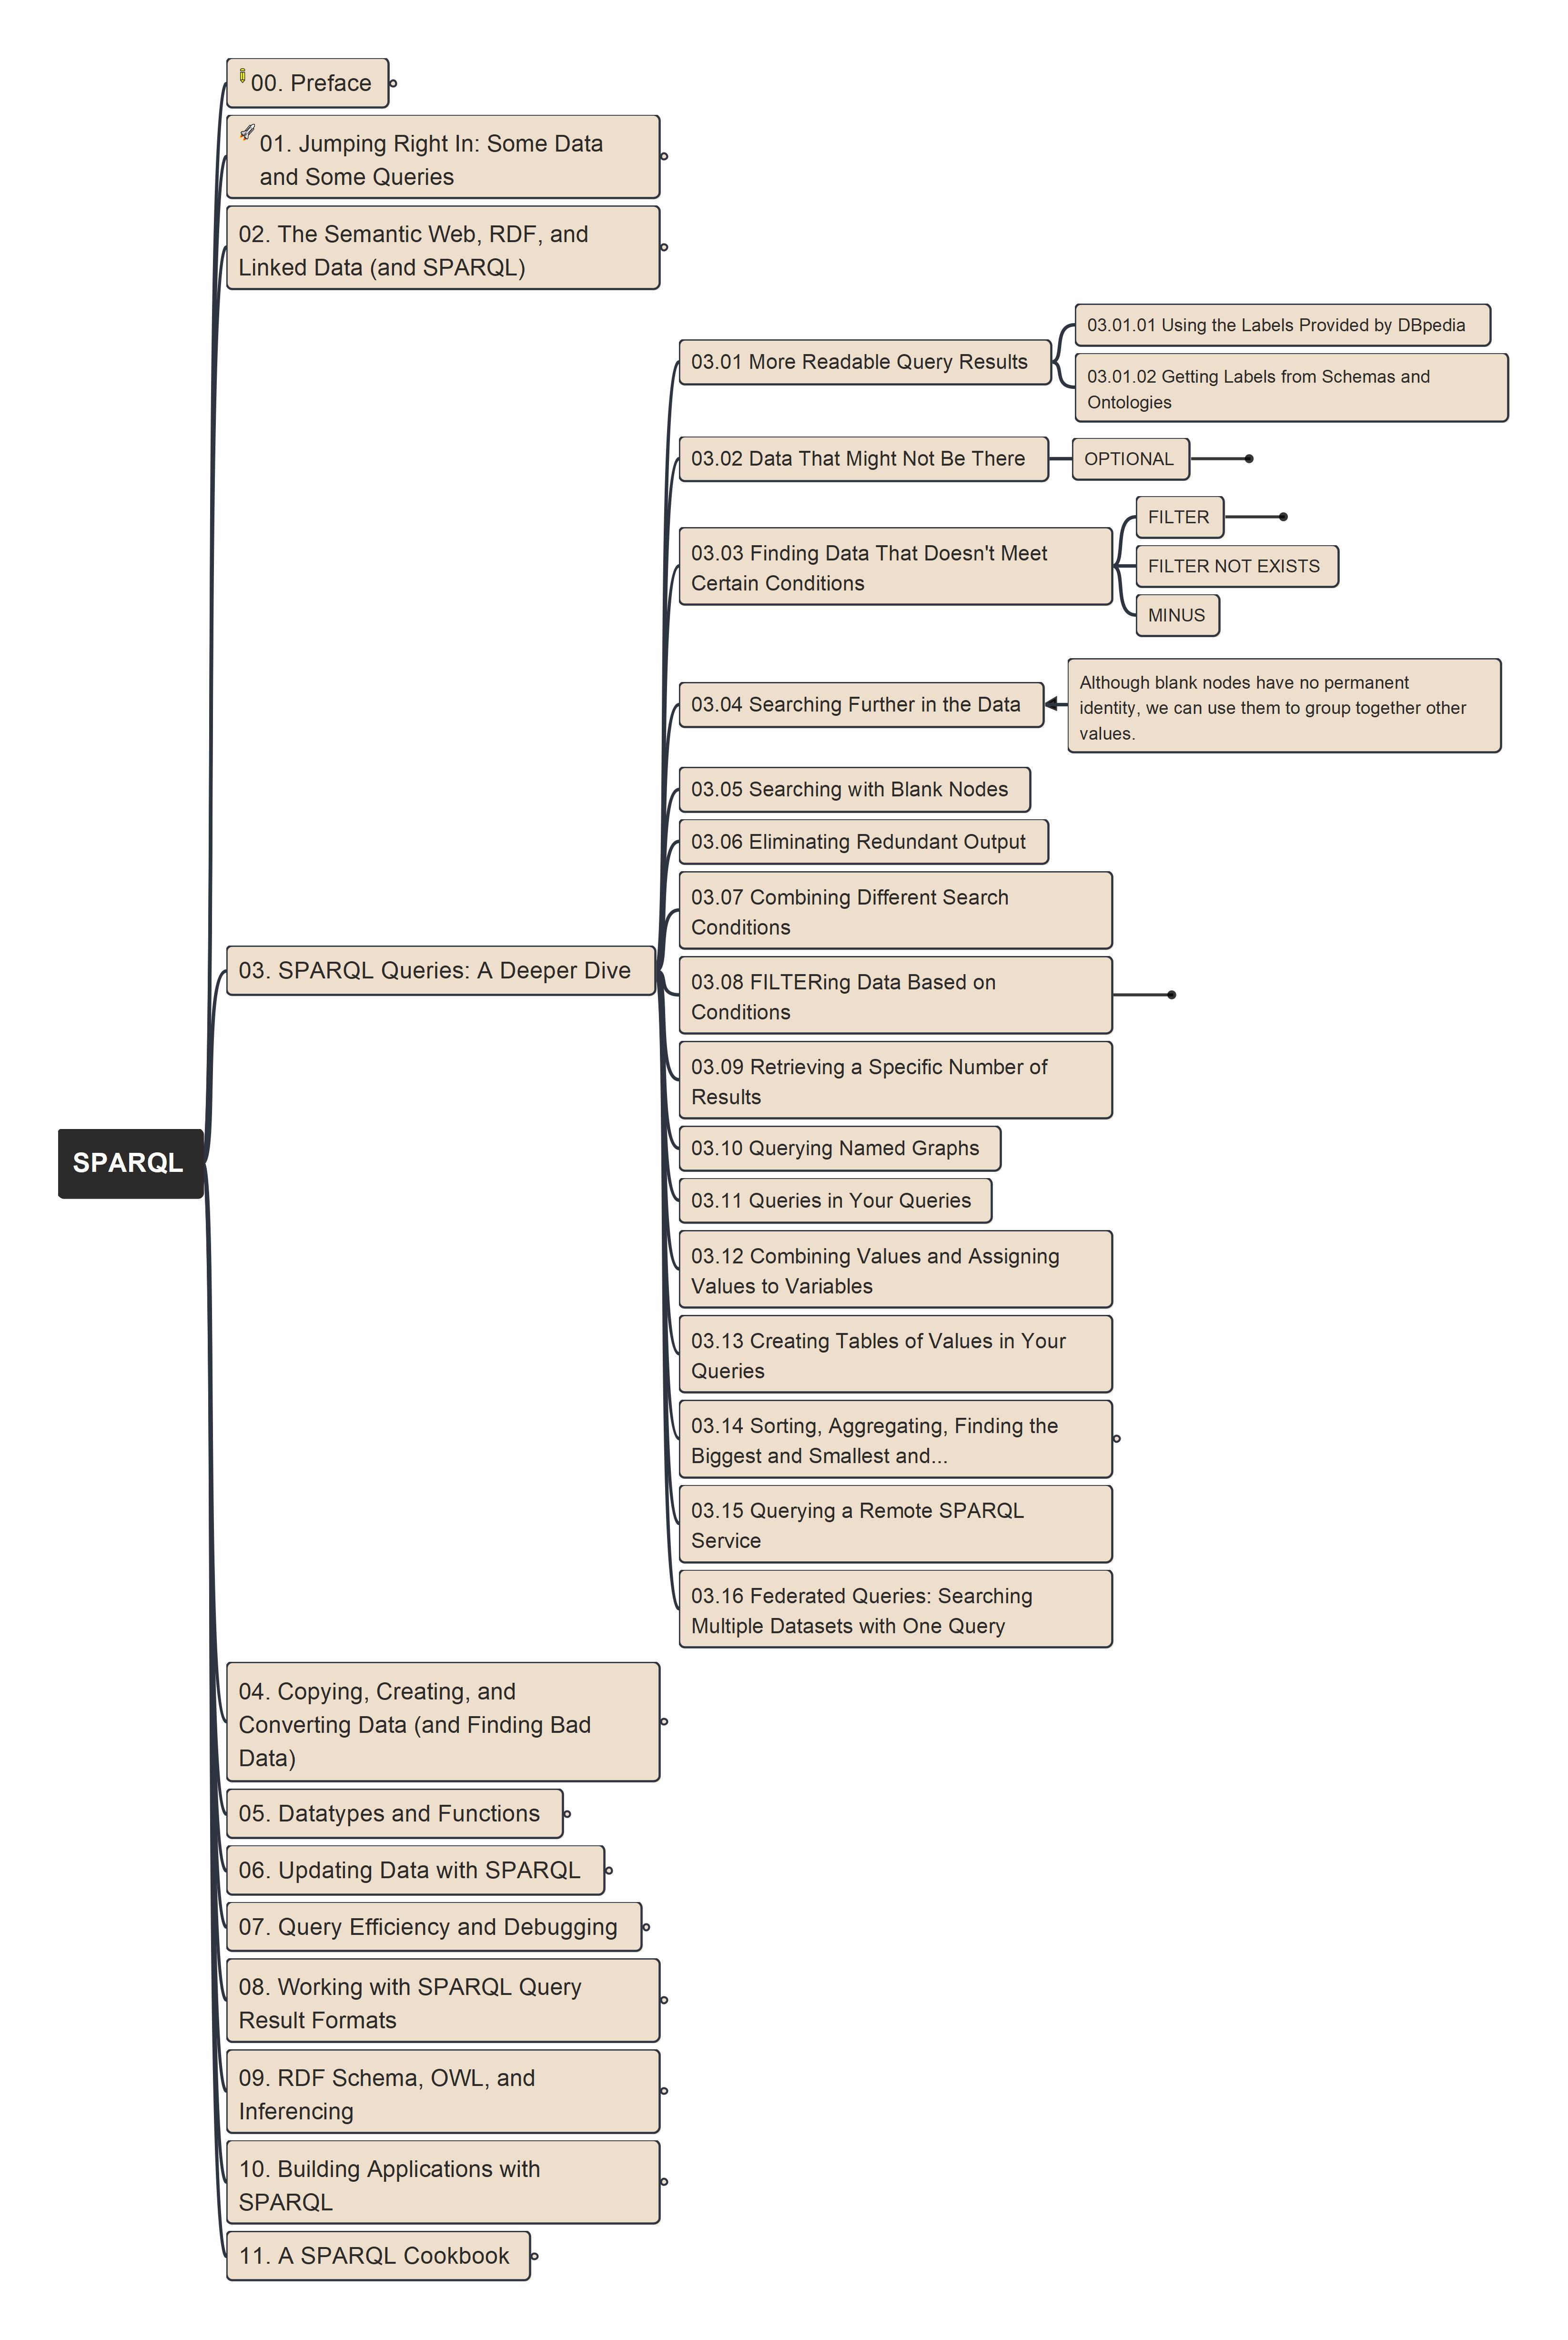 00. Preface
01. Jumping Right In: Some Data
and Some Queries
02. The Semantic Web, RDF, and
Linked Data (and SPARQL)
03.01 More Readable Query Results
03.01.01 Using the Labels Provided by DBpedia
03.01.02 Getting Labels from Schemas and
Ontologies
03.02 Data That Might Not Be There
OPTIONAL
03.03 Finding Data That Doesn't Meet
Certain Conditions
FILTER
FILTER NOT EXISTS
MINUS
03.04 Searching Further in the Data
Although blank nodes have no permanent
identity, we can use them to group together other
values.
03.05 Searching with Blank Nodes
03.06 Eliminating Redundant Output
03.07 Combining Different Search
Conditions
03. SPARQL Queries: A Deeper Dive
03.08 FILTERing Data Based on
Conditions
03.09 Retrieving a Specific Number of
Results
03.10 Querying Named Graphs
SPARQL
03.11 Queries in Your Queries
03.12 Combining Values and Assigning
Values to Variables
03.13 Creating Tables of Values in Your
Queries
03.14 Sorting, Aggregating, Finding the
Biggest and Smallest and...
03.15 Querying a Remote SPARQL
Service
03.16 Federated Queries: Searching
Multiple Datasets with One Query
04. Copying, Creating, and
Converting Data (and Finding Bad
Data)
05. Datatypes and Functions
06. Updating Data with SPARQL
07. Query Efficiency and Debugging
08. Working with SPARQL Query
Result Formats
09. RDF Schema, OWL, and
Inferencing
10. Building Applications with
SPARQL
11. A SPARQL Cookbook